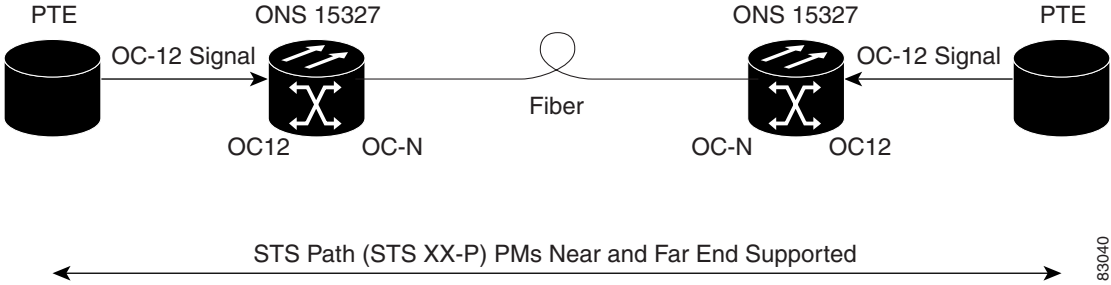 PTE
ONS 15327
ONS 15327
PTE
OC-12 Signal
OC-12 Signal
Fiber
OC12
OC-N
OC-N
OC12
STS Path (STS XX-P) PMs Near and Far End Supported
83040